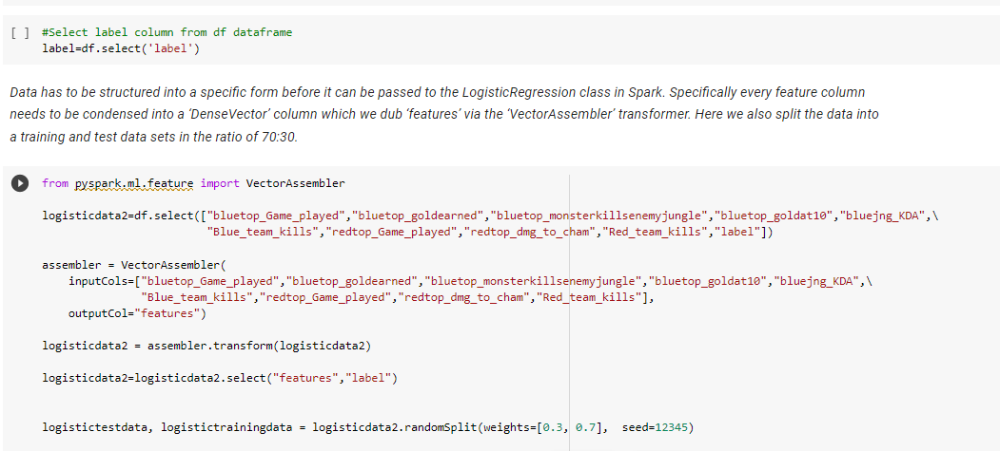 [ ] #Select label column from df dataframe
label=df.select('label')
Data has to be structured into a specific form before it can be passed to the LogisticRegression class in Spark. Specifically every feature column
needs to be condensed into a ‘DenseVector’ column which we dub ‘features’ via the ‘VectorAssembler’ transformer. Here we also split the data into
a training and test data sets in the ratio of 70:30.
from pyspark.ml.feature import VectorAssembler
logisticdata2=df.select(["bluetop_Game_played","bluetop_goldearned","bluetop_monsterkillsenemyjungle","bluetop_goldat10","bluejng_KDA",\
"Blue_team_kills","redtop_Game_played","redtop_dmg_to_cham","Red_team_kills","label"])
assembler = VectorAssembler(
inputCols=["bluetop_Game_played","bluetop_goldearned","bluetop_monsterkillsenemyjungle","bluetop_goldat10","bluejng_KDA",\
"Blue_team_kills","redtop_Game_played","redtop_dmg_to_cham","Red_team_kills"],
outputCol="features")
logisticdata2 = assembler.transform(logisticdata2)
logisticdata2=logisticdata2.select("features","label")
logistictestdata, logistictrainingdata = logisticdata2.randomSplit(weights=[0.3, 0.7], seed=12345)